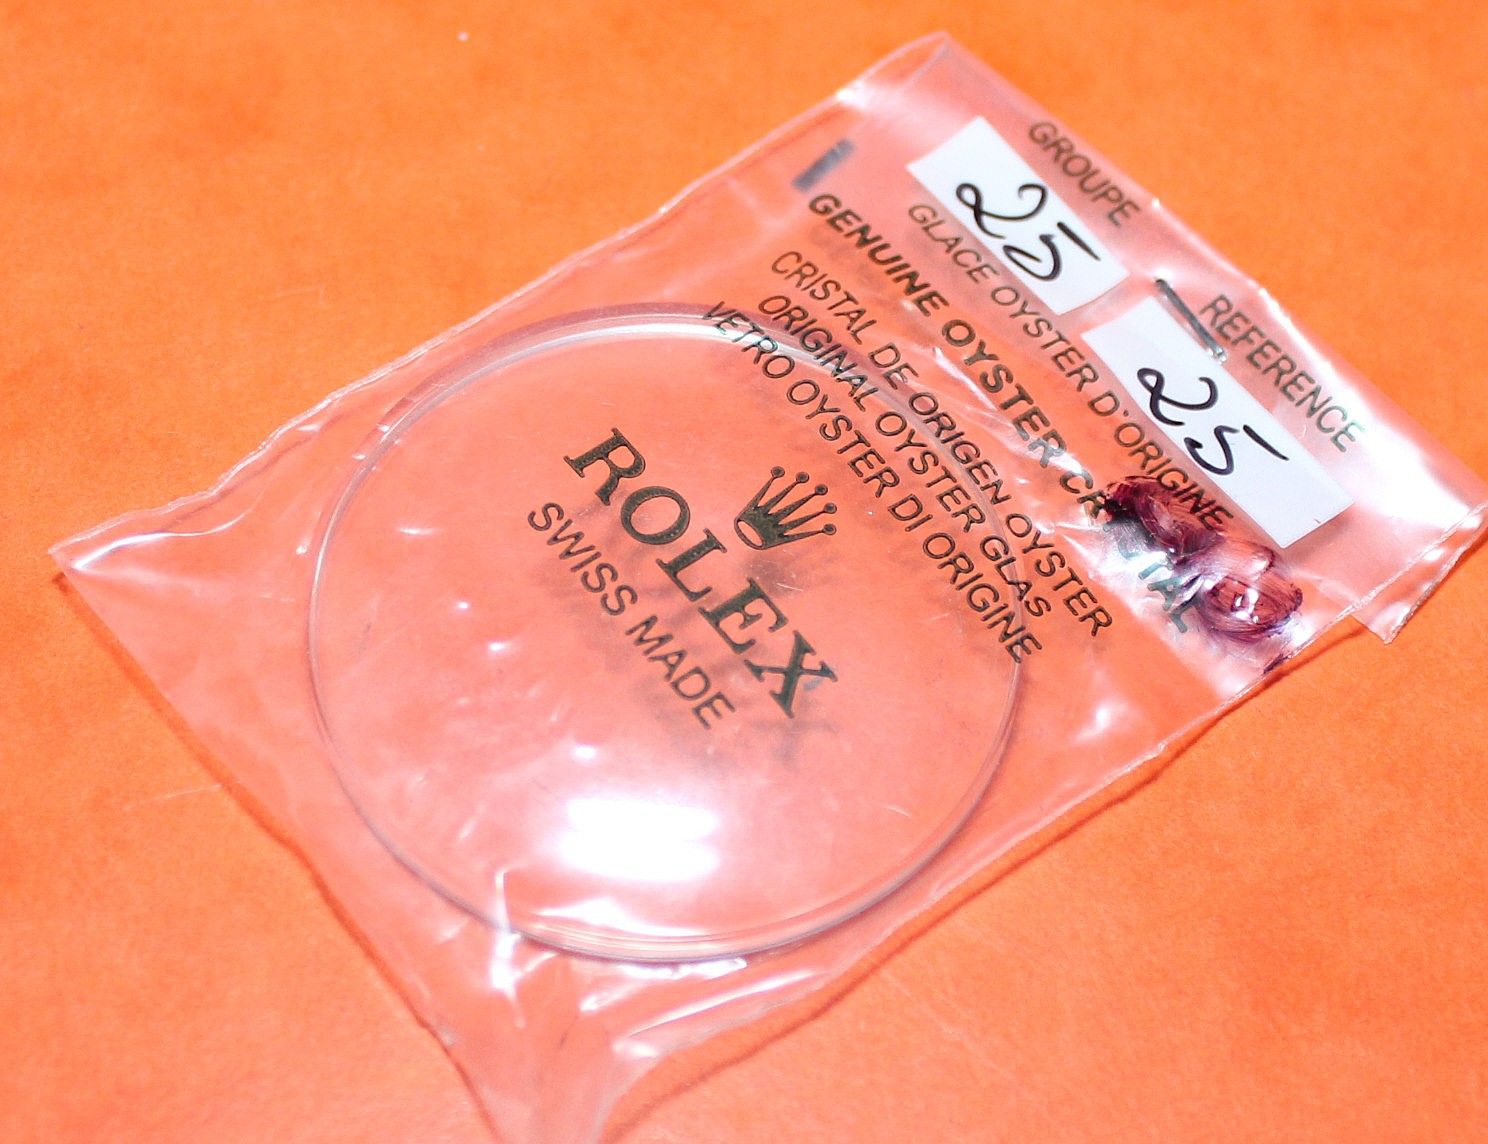 GROUPE
25
REFERENCE
25
GLACE OYSTER D'ORIGINE
GENUINE OYSTER CRYSTAL
CRISTAL DE ORIGEN OYSTER
ORIGINAL OYSTER GLAS
VETRO OYSTER DI ORIGINE
ROLEX
SWISS MADE